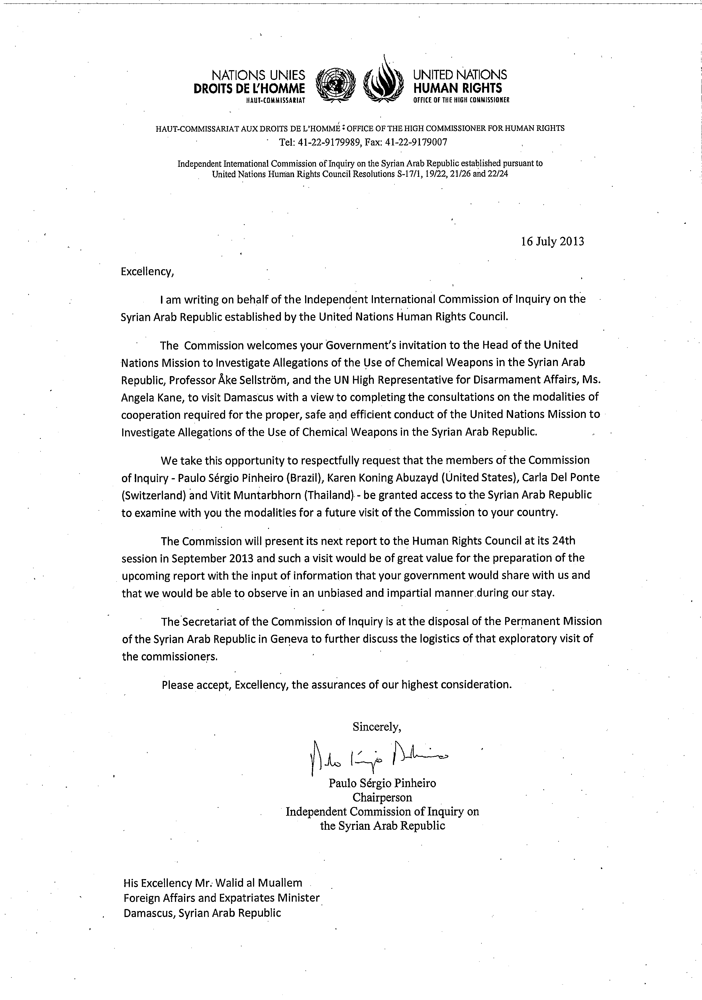 NATIONS UNIES
DROITS DE L'HOMME
HAUT-COMMISSARIAT
UNITED NATIONS
HUMAN RIGHTS
OFFICE OF THE HIGH COMMISSIONER
HAUT-COMMISSARIAT AUX DROITS DE L'HOMME • OFFICE OF THE HIGH COMMISSIONER FOR HUMAN RIGHTS
Tel: 41-22-9179989, Fax: 41-22-9179007
Independent International Commission of Inquiry on the Syrian Arab Republic established pursuant to
United Nations Human Rights Council Resolutions S-17/1, 19/22, 21/26 and 22/24
16 July 2013
Excellency,
I am writing on behalf of the Independent International Commission of Inquiry on the
Syrian Arab Republic established by the United Nations Human Rights Council.
The Commission welcomes your Government's invitation to the Head of the United
Nations Mission to Investigate Allegations of the Use of Chemical Weapons in the Syrian Arab
Republic, Professor Åke Sellström, and the UN High Representative for Disarmament Affairs, Ms.
Angela Kane, to visit Damascus with a view to completing the consultations on the modalities of
cooperation required for the proper, safe and efficient conduct of the United Nations Mission to
Investigate Allegations of the Use of Chemical Weapons in the Syrian Arab Republic.
We take this opportunity to respectfully request that the members of the Commission
of Inquiry - Paulo Sérgio Pinheiro (Brazil), Karen Koning Abuzayd (United States), Carla Del Ponte
(Switzerland) and Vitit Muntarbhorn (Thailand) - be granted access to the Syrian Arab Republic
to examine with you the modalities for a future visit of the Commission to your country.
The Commission will present its next report to the Human Rights Council at its 24th
session in September 2013 and such a visit would be of great value for the preparation of the
upcoming report with the input of information that your government would share with us and
that we would be able to observe in an unbiased and impartial manner during our stay.
The Secretariat of the Commission of Inquiry is at the disposal of the Permanent Mission
of the Syrian Arab Republic in Geneva to further discuss the logistics of that exploratory visit of
the commissioners.
Please accept, Excellency, the assurances of our highest consideration.
Sincerely,
Paulo Sérgio Pinheiro
Chairperson
Independent Commission of Inquiry on
the Syrian Arab Republic
His Excellency Mr. Walid al Muallem
Foreign Affairs and Expatriates Minister
Damascus, Syrian Arab Republic